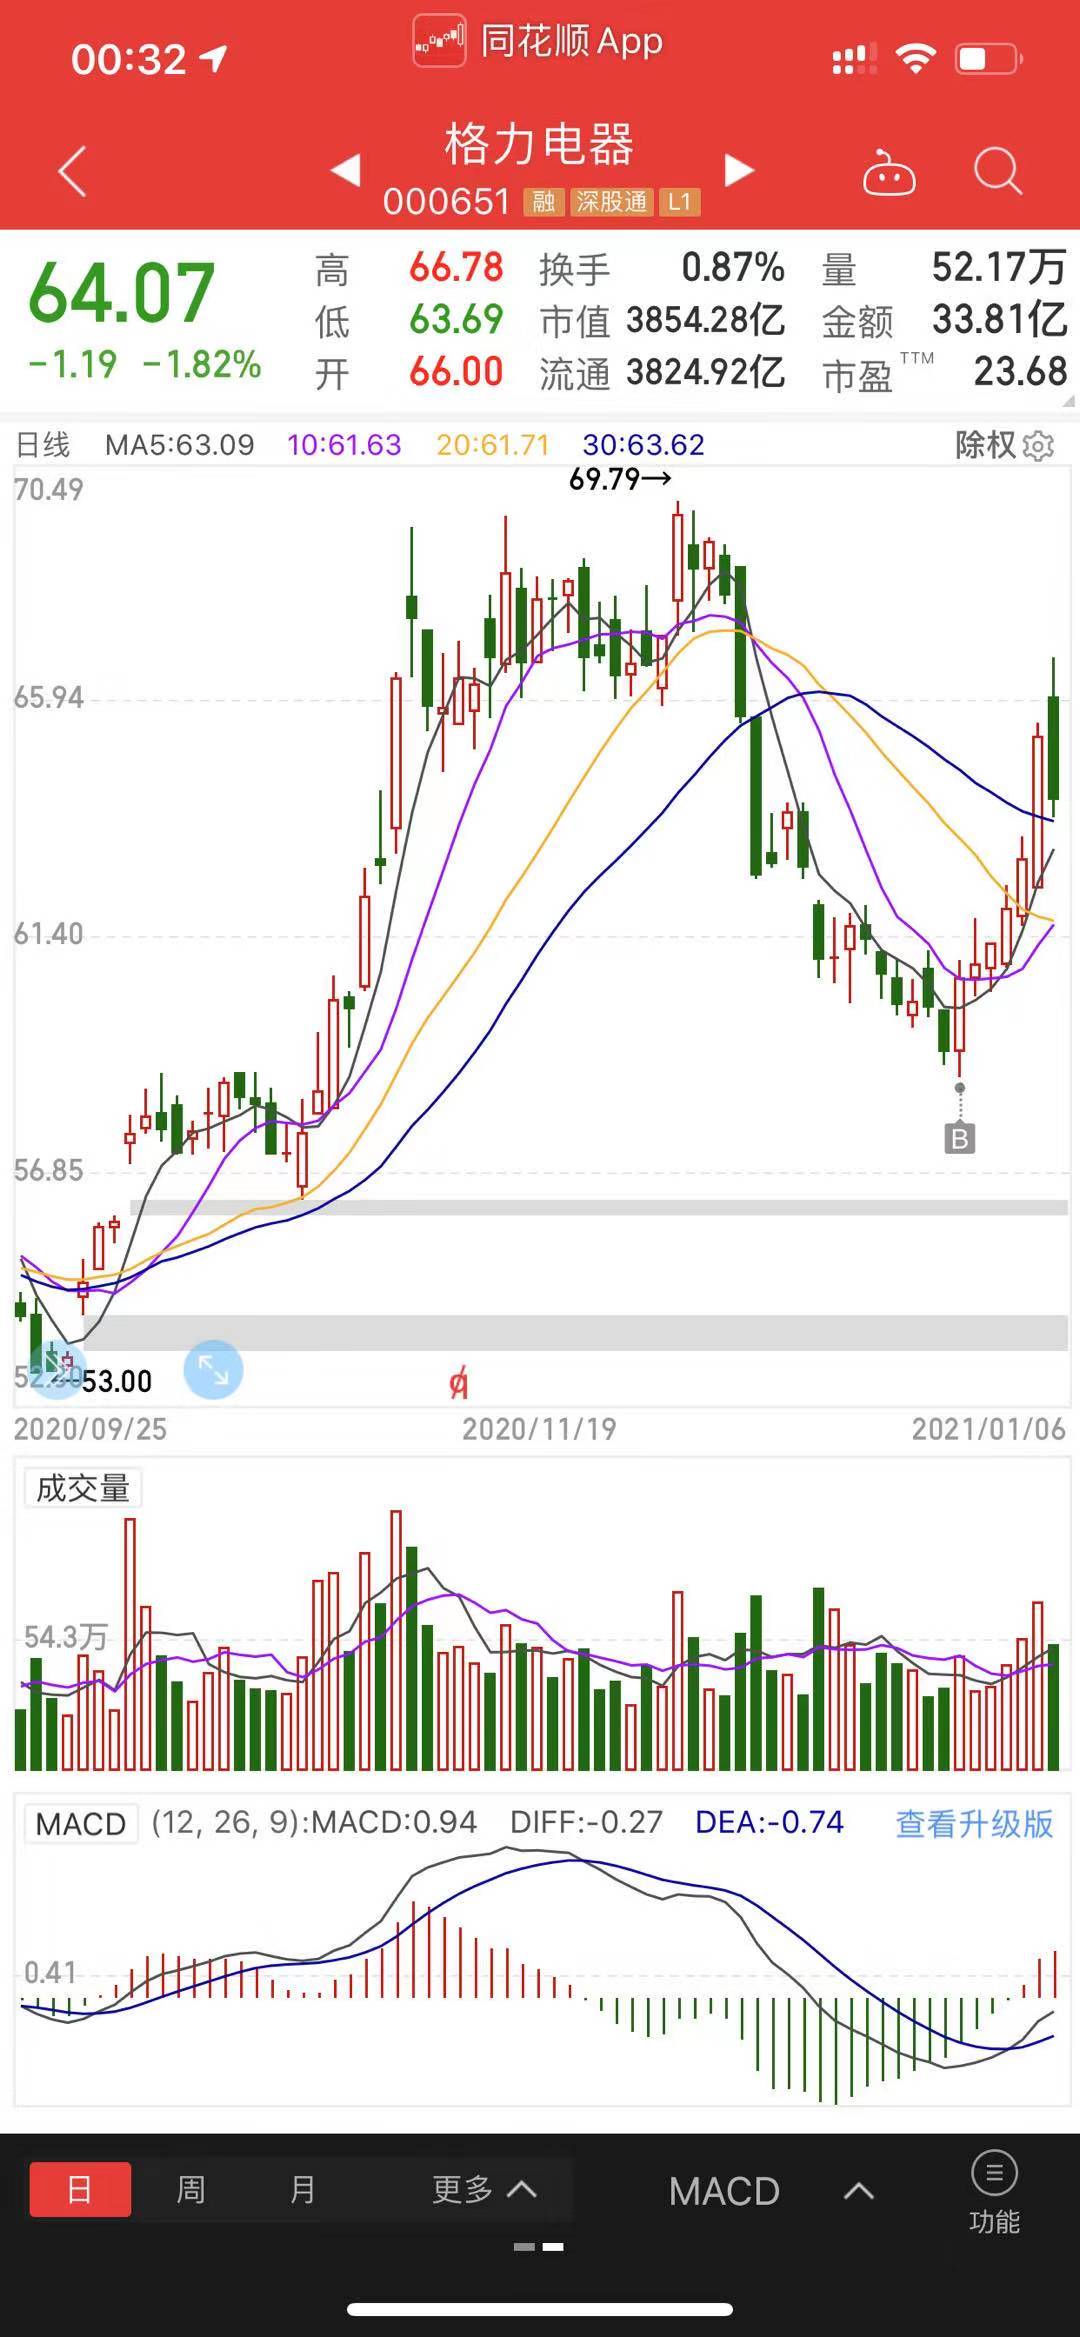 00:32
同花顺App
格力电器
000651 融 深股通 L1
64.07
-1.19 -1.82%
高 66.78 换手 0.87% 量 52.17万
低 63.69 市值 3854.28亿 金额 33.81亿
开 66.00 流通 3824.92亿 市盈TTM 23.68
日线 MA5:63.09 10:61.63 20:61.71 30:63.62 除权
69.79→
70.49
65.94
61.40
B
56.85
←53.00
2020/09/25 2020/11/19 2021/01/06
成交量
54.3万
MACD (12, 26, 9):MACD:0.94 DIFF:-0.27 DEA:-0.74 查看升级版
0.41
日 周 月 更多 MACD 功能